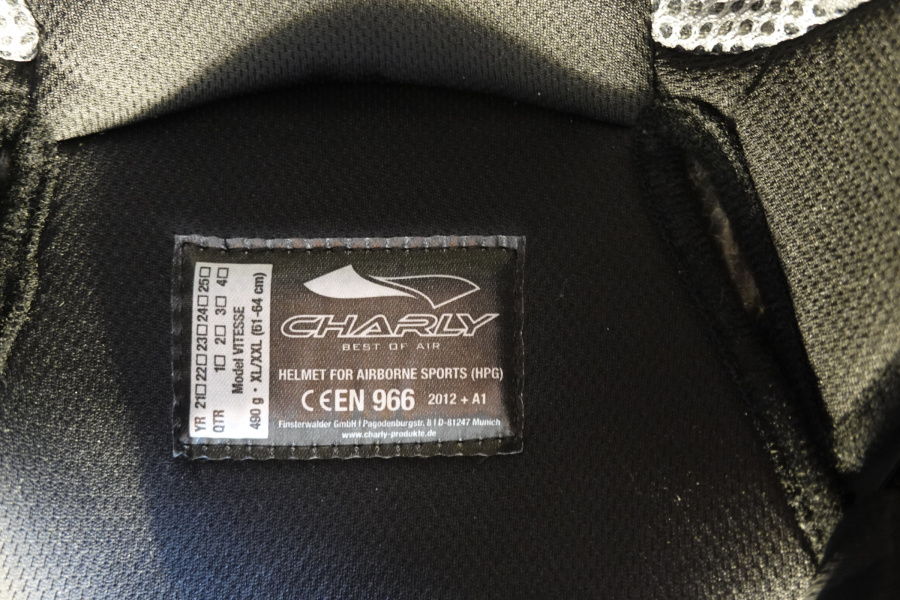 YR 21☐22☐23☐24☐25☐
QTR 1☐ 2☐ 3☐ 4☐
Model VITESSE
490 g • XL/XXL (61-64 cm)
CHARLY
BEST OF AIR
HELMET FOR AIRBORNE SPORTS (HPG)
CE EN 966 2012 + A1
Finsterwalder GmbH | Pagodenburgstr. 8 | D-81247 Munich
www.charly-produkte.de